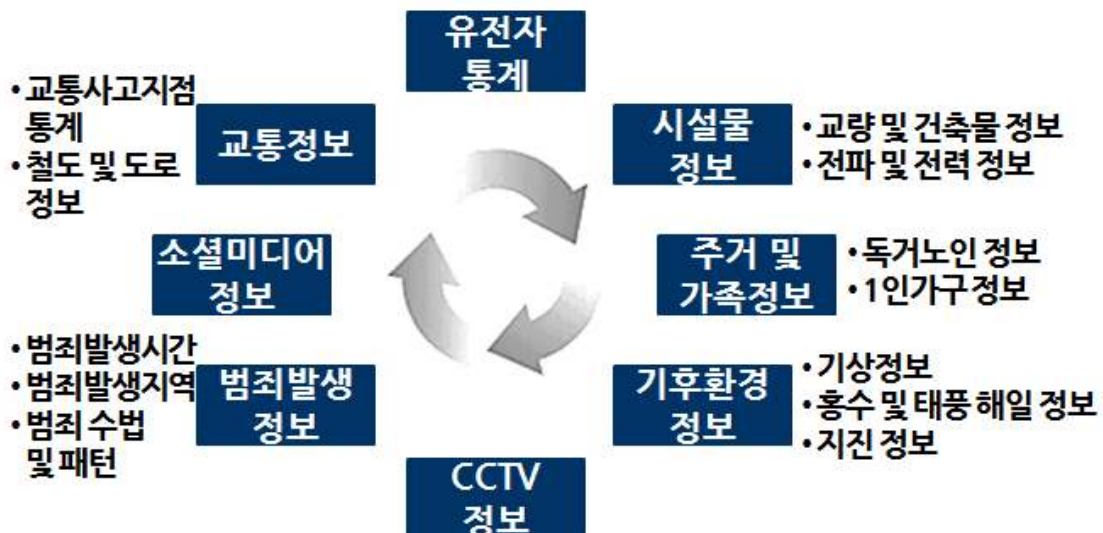 유전자
통계
• 교통사고지점
통계
• 철도 및 도로
정보
교통정보
시설물
정보
• 교량 및 건축물 정보
• 전파 및 전력 정보
소셜미디어
정보
주거 및
가족정보
• 독거노인 정보
• 1인가구 정보
• 범죄발생시간
• 범죄발생지역
• 범죄 수법
및 패턴
범죄발생
정보
기후환경
정보
• 기상정보
• 홍수 및 태풍 해일 정보
• 지진 정보
CCTV
정보